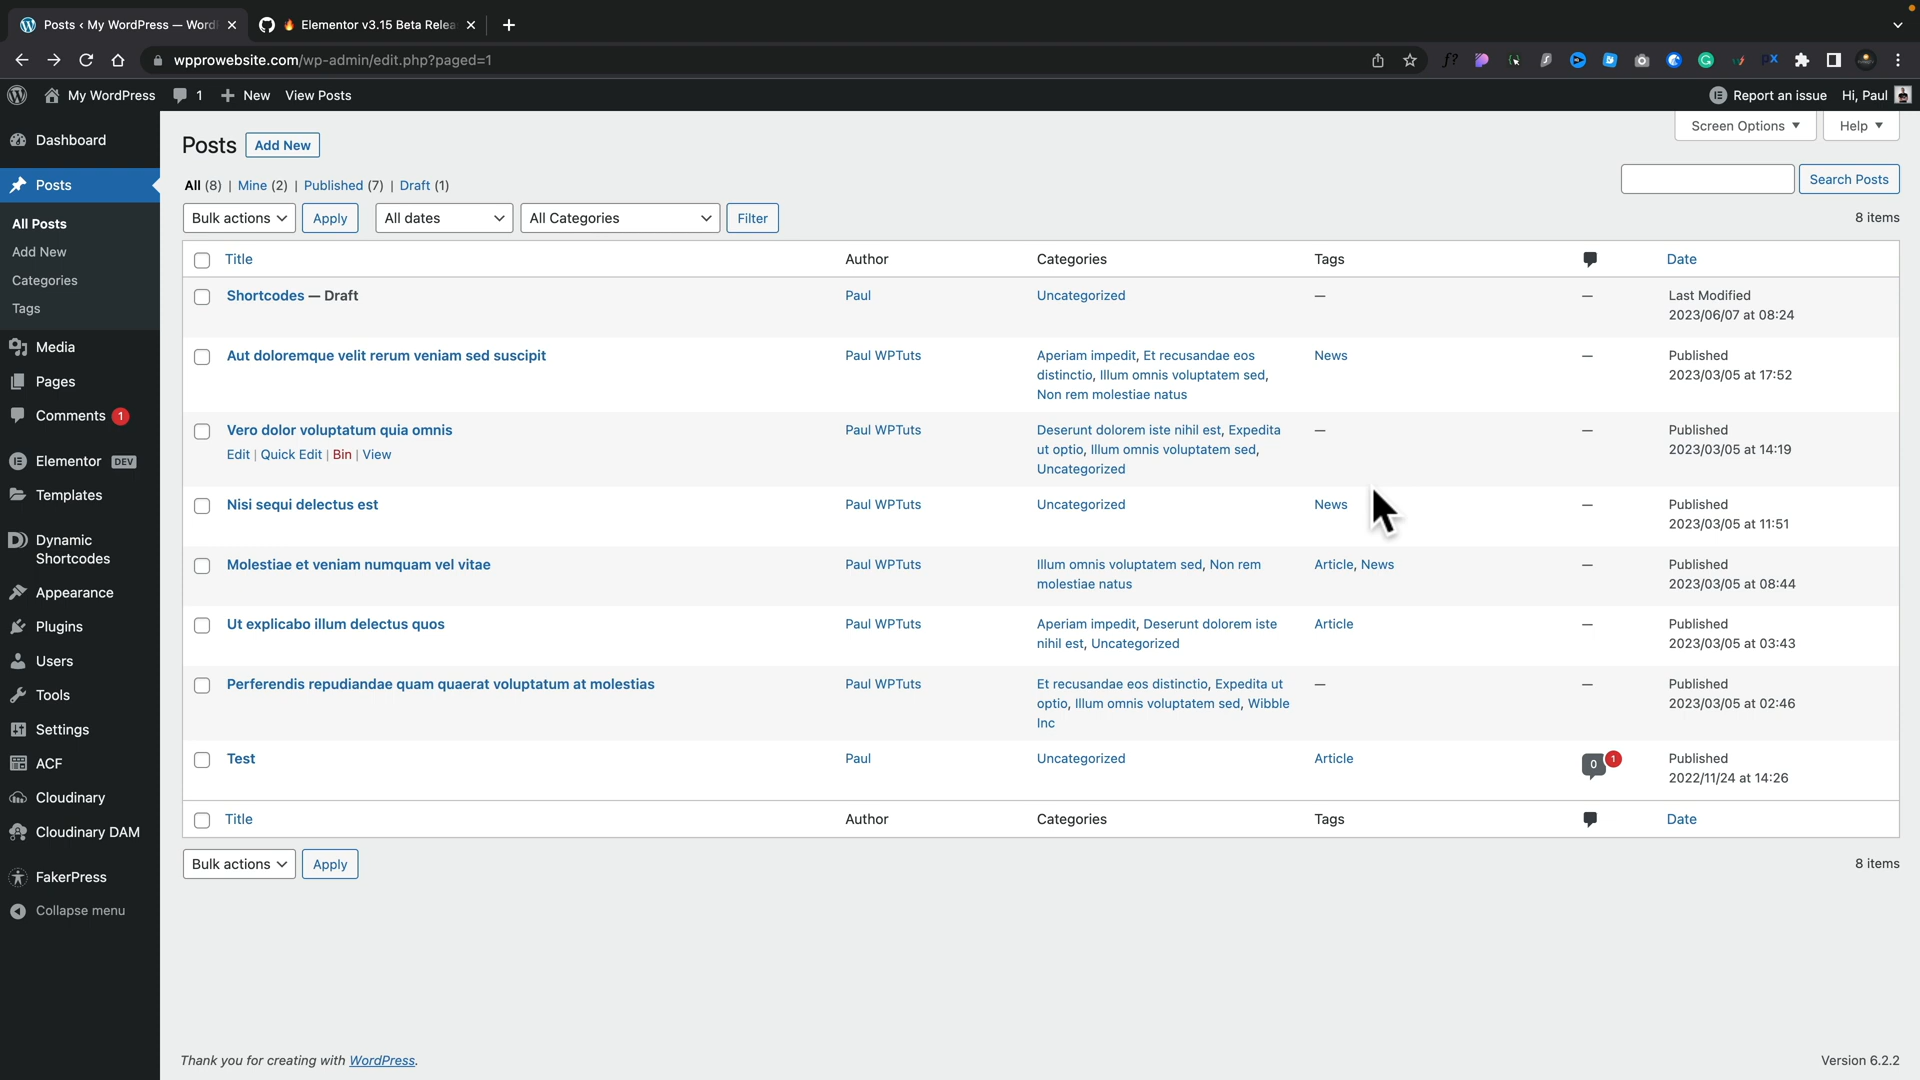 Posts ‹ My WordPress — Word
🔥 Elementor v3.15 Beta Relea
wpprowebsite.com/wp-admin/edit.php?paged=1
My WordPress
1
New
View Posts
Report an issue
Hi, Paul
Dashboard
Posts
All Posts
Add New
Categories
Tags
Media
Pages
Comments 1
Elementor DEV
Templates
Dynamic
Shortcodes
Appearance
Plugins
Users
Tools
Settings
ACF
Cloudinary
Cloudinary DAM
FakerPress
Collapse menu
Screen Options
Help
Posts Add New
All (8) | Mine (2) | Published (7) | Draft (1)
Search Posts
Bulk actions Apply All dates All Categories Filter
8 items
Title Author Categories Tags Date
Shortcodes — Draft Paul Uncategorized — — Last Modified
2023/06/07 at 08:24
Aut doloremque velit rerum veniam sed suscipit Paul WPTuts Aperiam impedit, Et recusandae eos News — Published
distinctio, Illum omnis voluptatem sed, 2023/03/05 at 17:52
Non rem molestiae natus
Vero dolor voluptatum quia omnis Paul WPTuts Deserunt dolorem iste nihil est, Expedita — — Published
Edit | Quick Edit | Bin | View ut optio, Illum omnis voluptatem sed, 2023/03/05 at 14:19
Uncategorized
Nisi sequi delectus est Paul WPTuts Uncategorized News — Published
2023/03/05 at 11:51
Molestiae et veniam numquam vel vitae Paul WPTuts Illum omnis voluptatem sed, Non rem Article, News — Published
molestiae natus 2023/03/05 at 08:44
Ut explicabo illum delectus quos Paul WPTuts Aperiam impedit, Deserunt dolorem iste Article — Published
nihil est, Uncategorized 2023/03/05 at 03:43
Perferendis repudiandae quam quaerat voluptatum at molestias Paul WPTuts Et recusandae eos distinctio, Expedita ut — — Published
optio, Illum omnis voluptatem sed, Wibble 2023/03/05 at 02:46
Inc
Test Paul Uncategorized Article 0 1 Published
2022/11/24 at 14:26
Title Author Categories Tags Date
Bulk actions Apply
8 items
Thank you for creating with WordPress.
Version 6.2.2